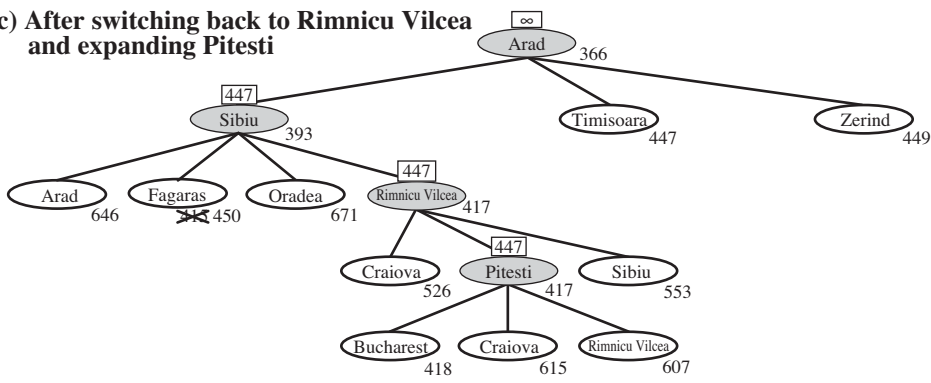 c) After switching back to Rimnicu Vilcea
and expanding Pitesti
∞
Arad
366
447
Sibiu
393
Timisoara
447
Zerind
449
Arad
646
Fagaras
415 450
Oradea
671
447
Rimnicu Vilcea
417
Craiova
526
447
Pitesti
417
Sibiu
553
Bucharest
418
Craiova
615
Rimnicu Vilcea
607